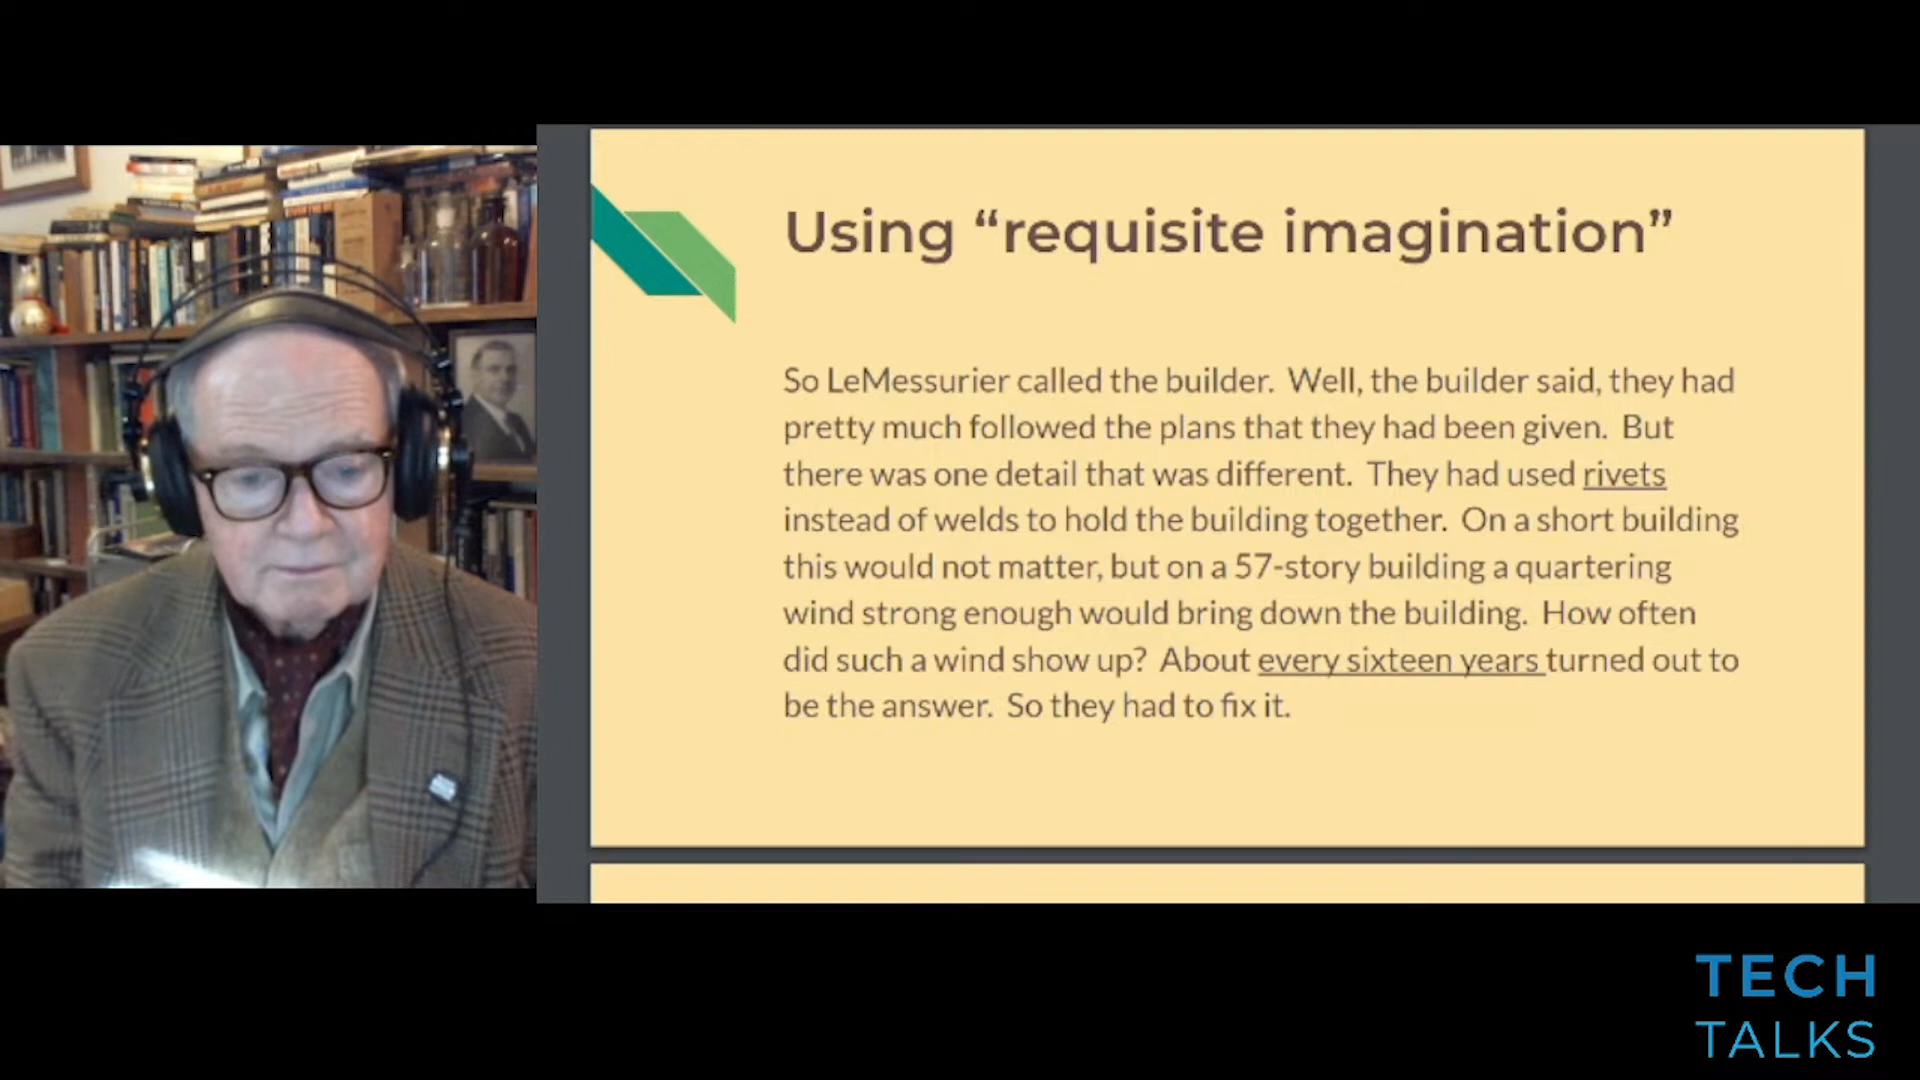 Using “requisite imagination”
So LeMessurier called the builder.  Well, the builder said, they had
pretty much followed the plans that they had been given.  But
there was one detail that was different.  They had used rivets
instead of welds to hold the building together.  On a short building
this would not matter, but on a 57-story building a quartering
wind strong enough would bring down the building.  How often
did such a wind show up?  About every sixteen years turned out to
be the answer.  So they had to fix it.
TECH
TALKS